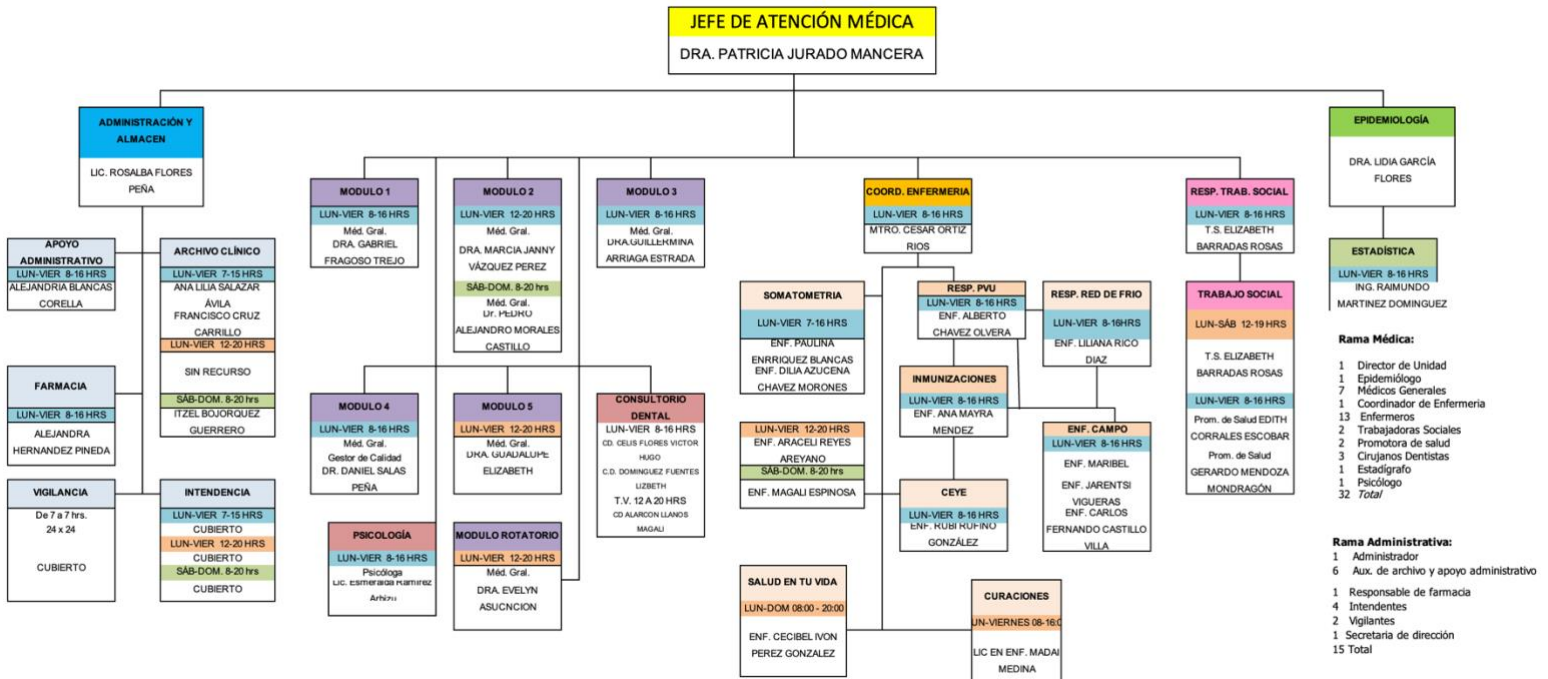 JEFE DE ATENCIÓN MÉDICA
DRA. PATRICIA JURADO MANCERA
ADMINISTRACIÓN Y
ALMACEN
LIC. ROSALBA FLORES
PEÑA
APOYO
ADMINISTRATIVO
LUN-VIER 8-16 HRS
ALEJANDRIA BLANCAS
CORELLA
ARCHIVO CLÍNICO
LUN-VIER 7-15 HRS
ANA LILIA SALAZAR
ÁVILA
FRANCISCO CRUZ
CARRILLO
LUN-VIER 12-20 HRS
SIN RECURSO
SÁB-DOM. 8-20 hrs
ITZEL BOJORQUEZ
GUERRERO
FARMACIA
LUN-VIER 8-16 HRS
ALEJANDRA
HERNANDEZ PINEDA
VIGILANCIA
De 7 a 7 hrs.
24 x 24
CUBIERTO
INTENDENCIA
LUN-VIER 7-15 HRS
CUBIERTO
LUN-VIER 12-20 HRS
CUBIERTO
SÁB-DOM. 8-20 hrs
CUBIERTO
MODULO 1
LUN-VIER 8-16 HRS
Méd. Gral.
DRA. GABRIEL
FRAGOSO TREJO
MODULO 2
LUN-VIER 12-20 HRS
Méd. Gral.
DRA. MARCIA JANNY
VÁZQUEZ PEREZ
SÁB-DOM. 8-20 hrs
Méd. Gral.
Dr. PEDRO
ALEJANDRO MORALES
CASTILLO
MODULO 3
LUN-VIER 8-16 HRS
Méd. Gral.
DRA.GUILLERMINA
ARRIAGA ESTRADA
MODULO 4
LUN-VIER 8-16 HRS
Méd. Gral.
Gestor de Calidad
DR. DANIEL SALAS
PEÑA
MODULO 5
LUN-VIER 12-20 HRS
Méd. Gral.
DRA. GUADALUPE
ELIZABETH
CONSULTORIO
DENTAL
LUN-VIER 8-16 HRS
CD. CELIS FLORES VICTOR
HUGO
C.D. DOMINGUEZ FUENTES
LIZBETH
T.V. 12 A 20 HRS
CD ALARCON LLANOS
MAGALI
PSICOLOGÍA
LUN-VIER 8-16 HRS
Psicóloga
Lic. Esmeralda Ramírez
Arbizu
MODULO ROTATORIO
LUN-VIER 12-20 HRS
Méd. Gral.
DRA. EVELYN
ASUCNCION
COORD. ENFERMERIA
LUN-VIER 8-16 HRS
MTRO. CESAR ORTIZ
RIOS
SOMATOMETRIA
LUN-VIER 7-16 HRS
ENF. PAULINA
ENRRIQUEZ BLANCAS
ENF. DILIA AZUCENA
CHAVEZ MORONES
LUN-VIER 12-20 HRS
ENF. ARACELI REYES
AREYANO
SÁB-DOM. 8-20 hrs
ENF. MAGALI ESPINOSA
RESP. PVU
LUN-VIER 8-16 HRS
ENF. ALBERTO
CHAVEZ OLVERA
RESP. RED DE FRIO
LUN-VIER 8-16HRS
ENF. LILIANA RICO
DIAZ
INMUNIZACIONES
LUN-VIER 8-16 HRS
ENF. ANA MAYRA
MENDEZ
ENF. CAMPO
LUN-VIER 8-16 HRS
ENF. MARIBEL
ENF. JARENTSI
VIGUERAS
ENF. CARLOS
FERNANDO CASTILLO
VILLA
CEYE
LUN-VIER 8-16 HRS
ENF. RUBI RUFINO
GONZÁLEZ
SALUD EN TU VIDA
LUN-DOM 08:00 - 20:00
ENF. CECIBEL IVON
PEREZ GONZALEZ
CURACIONES
UN-VIERNES 08-16:0
LIC EN ENF. MADAI
MEDINA
RESP. TRAB. SOCIAL
LUN-VIER 8-16 HRS
T.S. ELIZABETH
BARRADAS ROSAS
TRABAJO SOCIAL
LUN-SÁB 12-19 HRS
T.S. ELIZABETH
BARRADAS ROSAS
LUN-VIER 8-16 HRS
Prom. de Salud EDITH
CORRALES ESCOBAR
Prom. de Salud
GERARDO MENDOZA
MONDRAGÓN
EPIDEMIOLOGÍA
DRA. LIDIA GARCÍA
FLORES
ESTADÍSTICA
LUN-VIER 8-16 HRS
ING. RAIMUNDO
MARTINEZ DOMINGUEZ
Rama Médica:
1 Director de Unidad
1 Epidemiólogo
7 Médicos Generales
1 Coordinador de Enfermeria
13 Enfermeros
2 Trabajadoras Sociales
2 Promotora de salud
3 Cirujanos Dentistas
1 Estadígrafo
1 Psicólogo
32 Total
Rama Administrativa:
1 Administrador
6 Aux. de archivo y apoyo administrativo
1 Responsable de farmacia
4 Intendentes
2 Vigilantes
1 Secretaria de dirección
15 Total